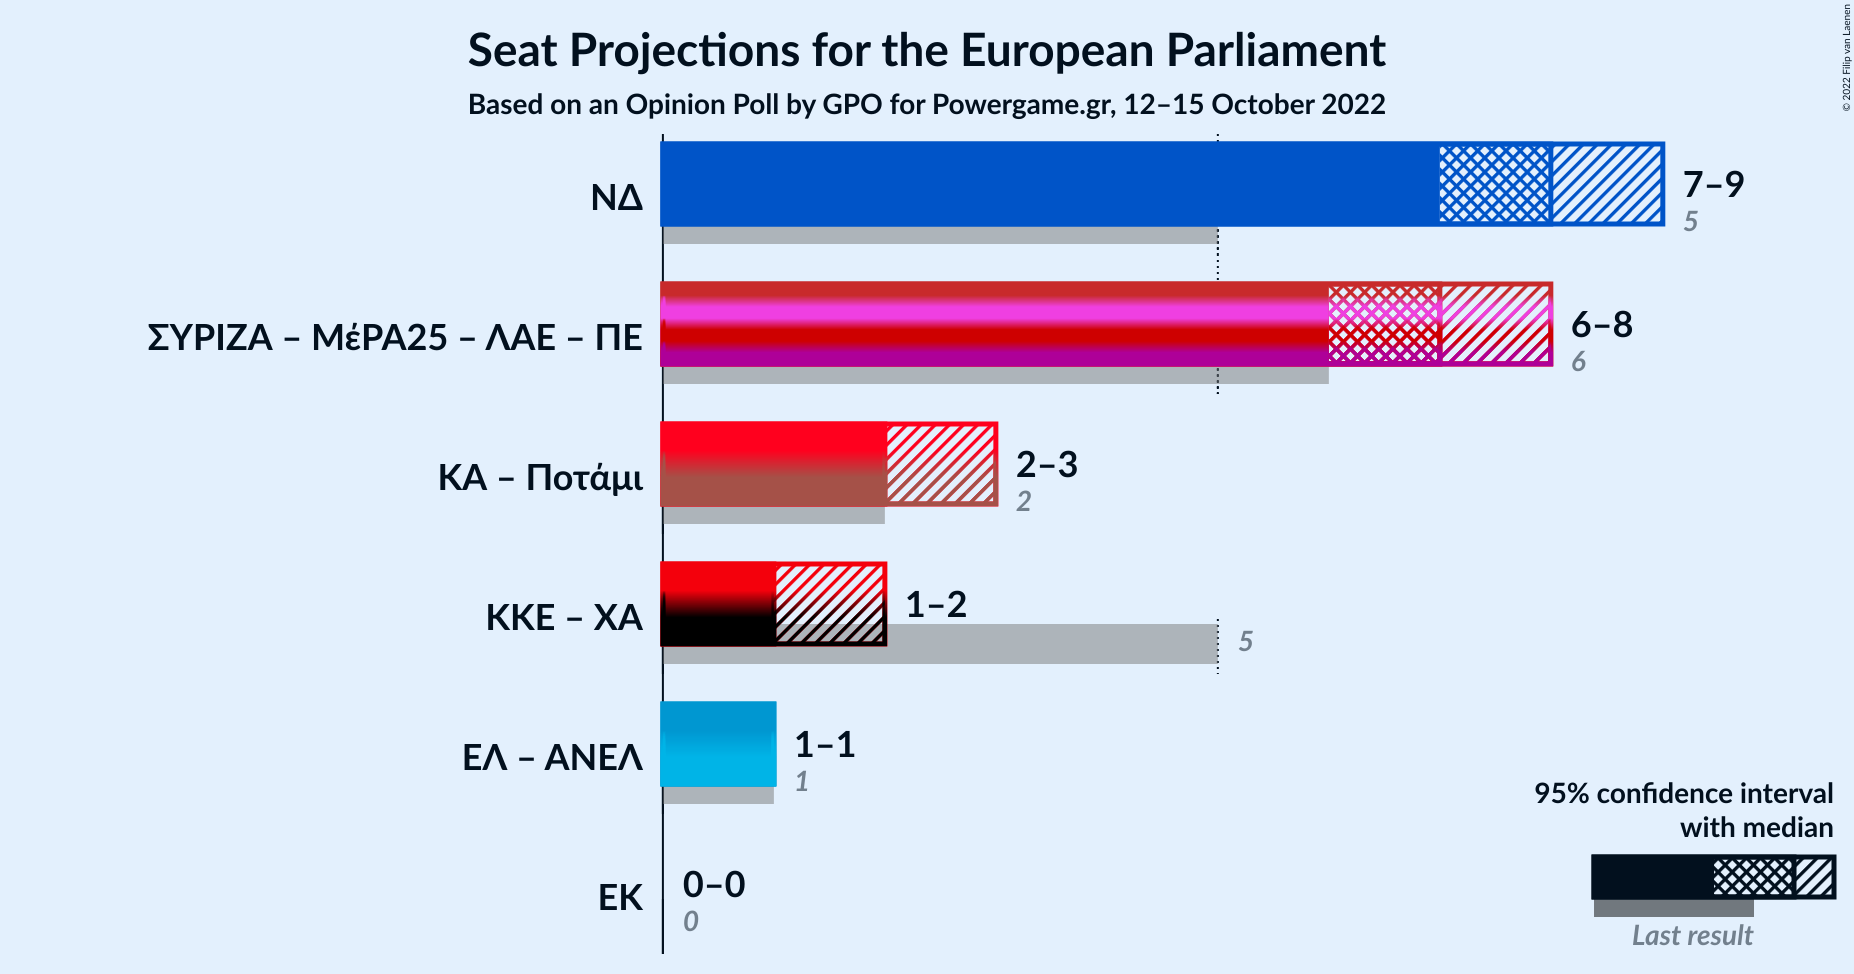 Seat Projections for the European Parliament
Based on an Opinion Poll by GPO for Powergame.gr, 12–15 October 2022
© 2022 Filip van Laenen
ΝΔ
7–9
5
ΣΥΡΙΖΑ – ΜέΡΑ25 – ΛΑΕ – ΠΕ
6–8
6
ΚΑ – Ποτάμι
2–3
2
ΚΚΕ – ΧΑ
1–2
5
ΕΛ – ΑΝΕΛ
1–1
1
ΕΚ
0–0
0
95% confidence interval
with median
Last result